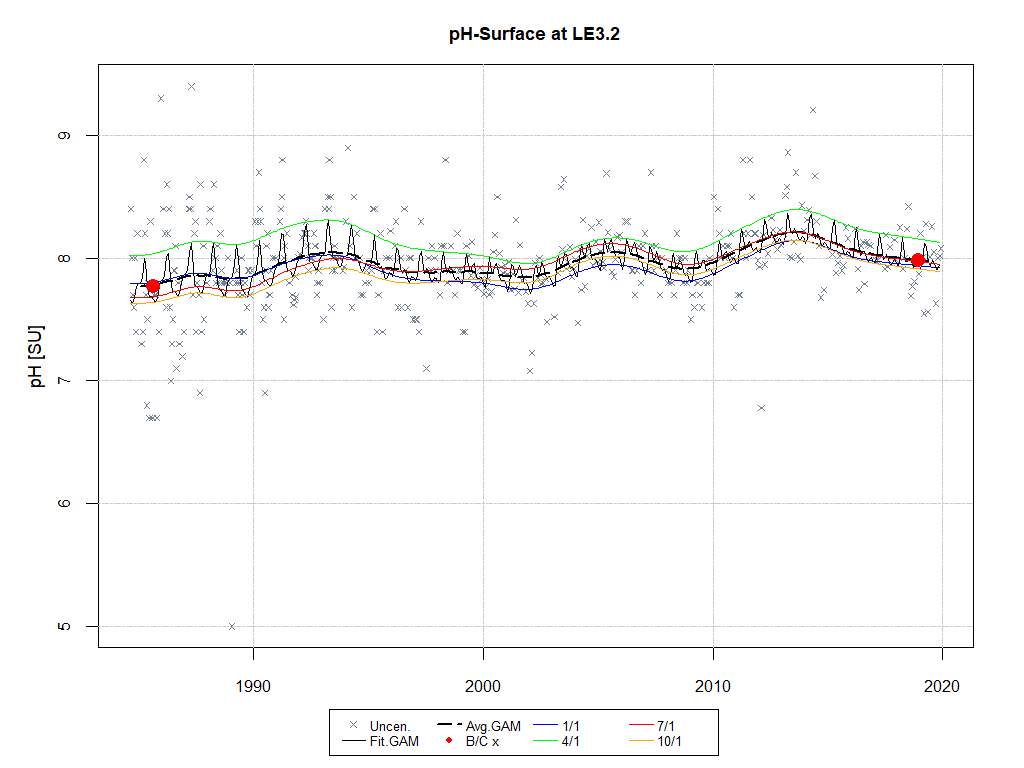 pH-Surface at LE3.2
pH [SU]
9
8
7
6
5
1990 2000 2010 2020
Uncen. Avg.GAM 1/1 7/1
Fit.GAM B/C x 4/1 10/1